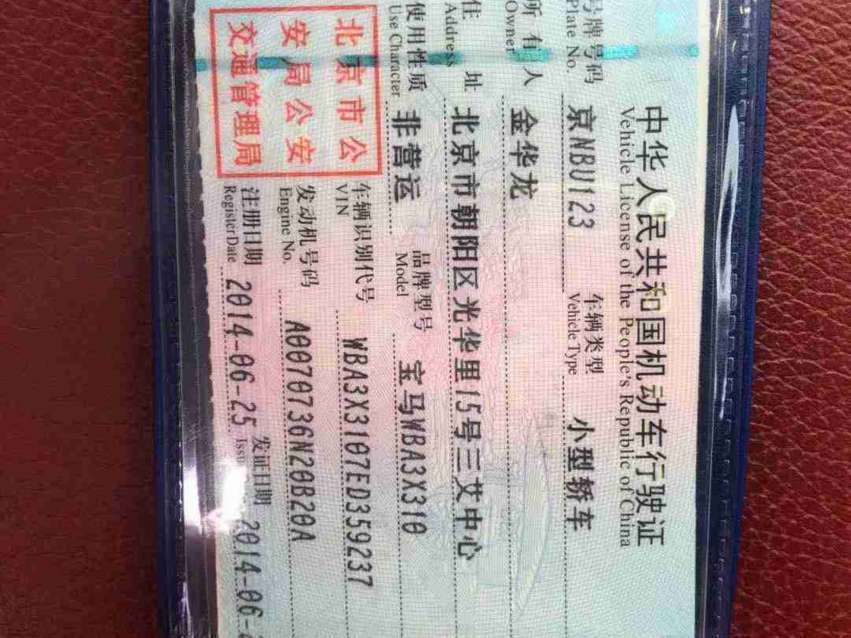 中华人民共和国机动车行驶证
Vehicle License of the People's Republic of China
号牌号码 京NBU123 车辆类型 小型轿车
Plate No. Vehicle Type
所有人 金华龙
Owner
住址 北京市朝阳区光华里15号三艾中心
Address
使用性质 非营运 品牌型号 宝马WBA3X310
Use Character Model
北京市公
安局公安
交通管理局
车辆识别代号 WBA3X3107ED359237
VIN
发动机号码 A0070736N20B20A
Engine No.
注册日期 2014-06-25 发证日期 2014-06-
Register Date